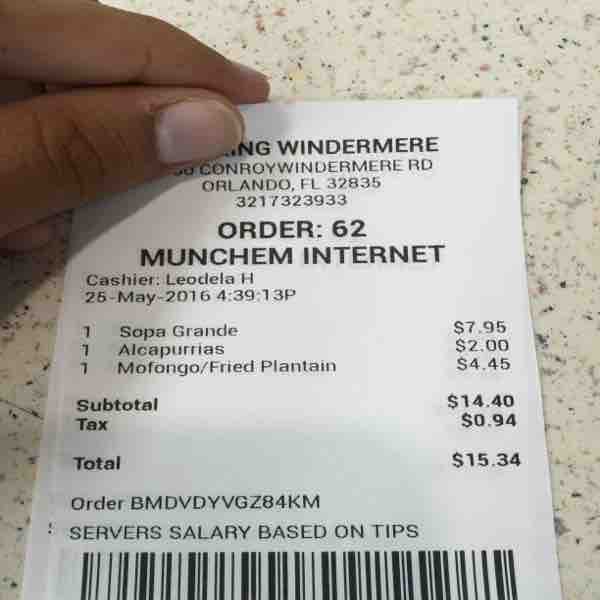 WINDERMERE
CONROYWINDERMERE RD
ORLANDO, FL 32835
3217323933
ORDER: 62
MUNCHEM INTERNET
Cashier: Leodela H
25-May-2016 4:39:13P
1 Sopa Grande $7.95
1 Alcapurrias $2.00
1 Mofongo/Fried Plantain $4.45
Subtotal $14.40
Tax $0.94
Total $15.34
Order BMDVDYVGZ84KM
SERVERS SALARY BASED ON TIPS